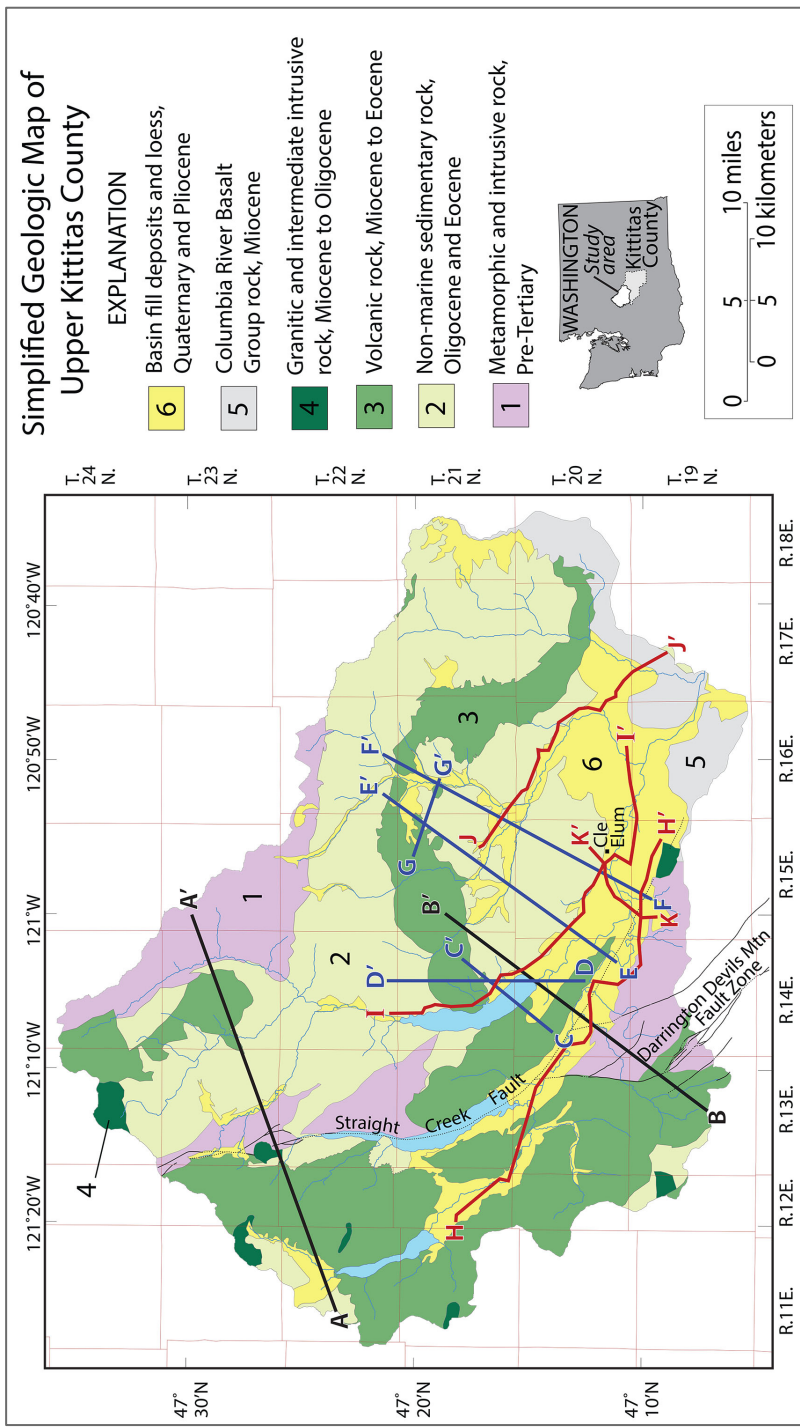 Simplified Geologic Map of
Upper Kittitas County
EXPLANATION
6
Basin fill deposits and loess,
Quaternary and Pliocene
5
Columbia River Basalt
Group rock, Miocene
4
Granitic and intermediate intrusive
rock, Miocene to Oligocene
3
Volcanic rock, Miocene to Eocene
2
Non-marine sedimentary rock,
Oligocene and Eocene
1
Metamorphic and intrusive rock,
Pre-Tertiary
WASHINGTON
Study
area
Kittitas
County
0 5 10 miles
0 5 10 kilometers
121°20'W
121°10'W
121°W
120°50'W
120°40'W
47°
30'N
47°
20'N
47°
10'N
T.
24
N.
T.
23
N.
T.
22
N.
T.
21
N.
T.
20
N.
T.
19
N.
R.11E.
R.12E.
R.13E.
R.14E.
R.15E.
R.16E.
R.17E.
R.18E.
4
1
2
3
6
5
A
A'
B
B'
C
C'
D
D'
E
E'
F
F'
G
G'
H
H'
I
I'
J
J'
K
K'
Straight
Creek
Fault
Cle
Elum
Darrington Devils Mtn
Fault Zone